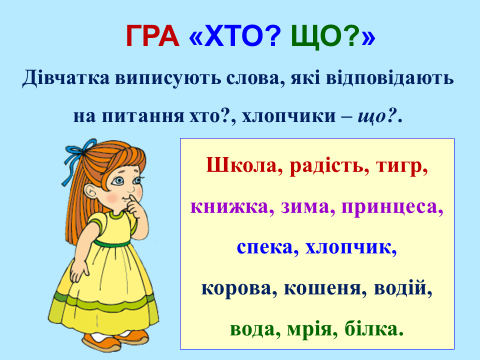 ГРА «ХТО? ЩО?»
Дівчатка виписують слова, які відповідають
на питання хто?, хлопчики – що?.
Школа, радість, тигр,
книжка, зима, принцеса,
спека, хлопчик,
корова, кошеня, водій,
вода, мрія, білка.